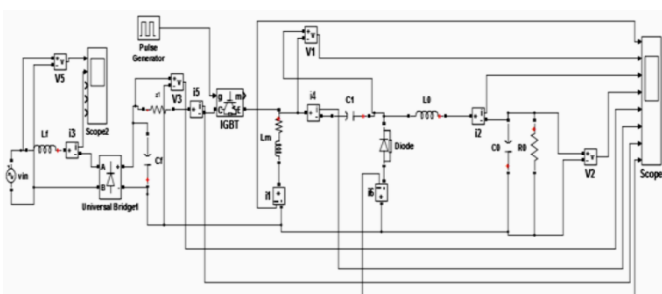 Pulse
Generator
V1
V5
V3
i5
g
m
C
E
IGBT
i4
C1
L0
i2
Scope2
Lf
i3
Lm
Diode
C0
R0
V2
Scope
vin
A
B
Cf
i1
i6
Universal Bridge1